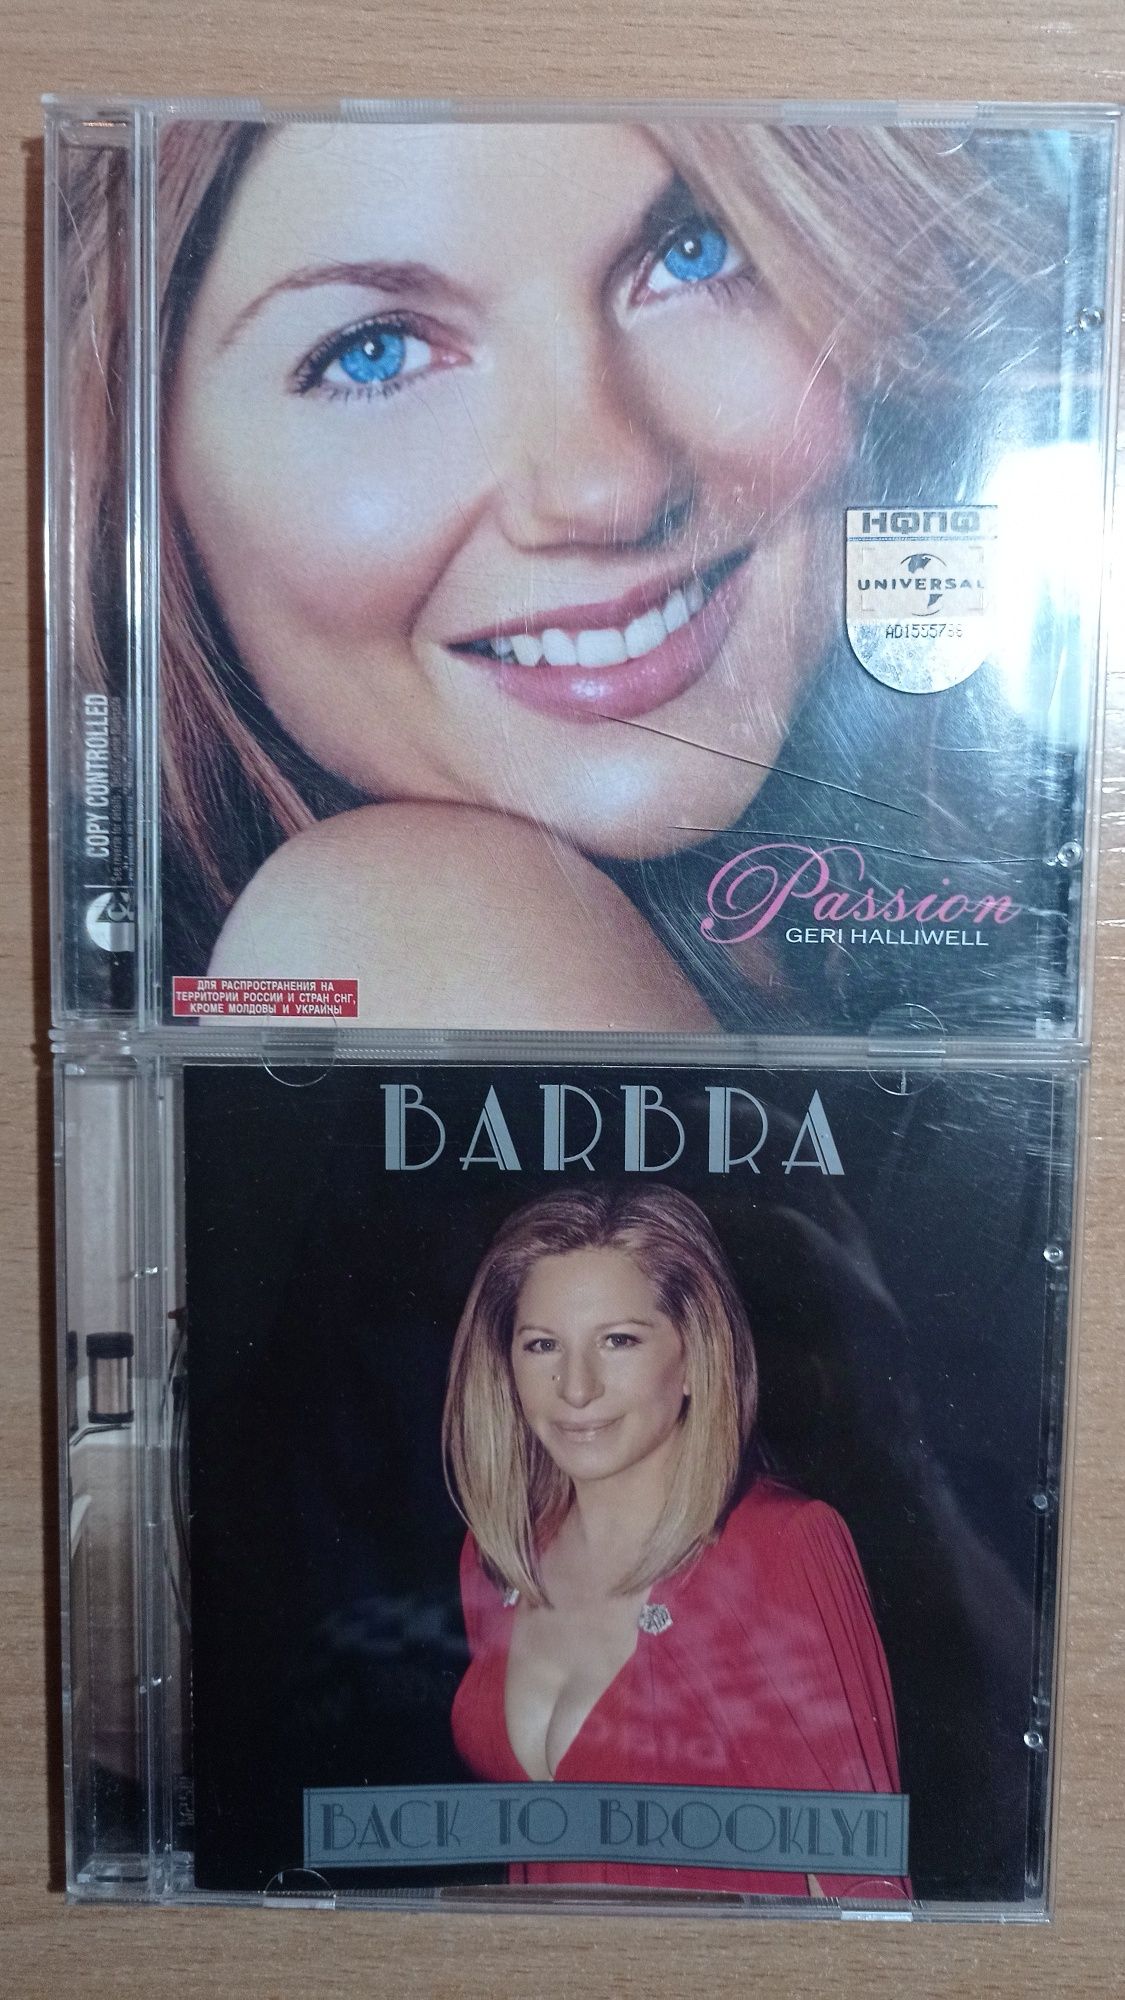 НФПФ
UNIVERSAL
AD1555766
COPY CONTROLLED
Passion
GERI HALLIWELL
ДЛЯ РАСПРОСТРАНЕНИЯ НА
ТЕРРИТОРИИ РОССИИ И СТРАН СНГ,
КРОМЕ МОЛДОВЫ И УКРАИНЫ
BARBRA
BACK TO BROOKLYN